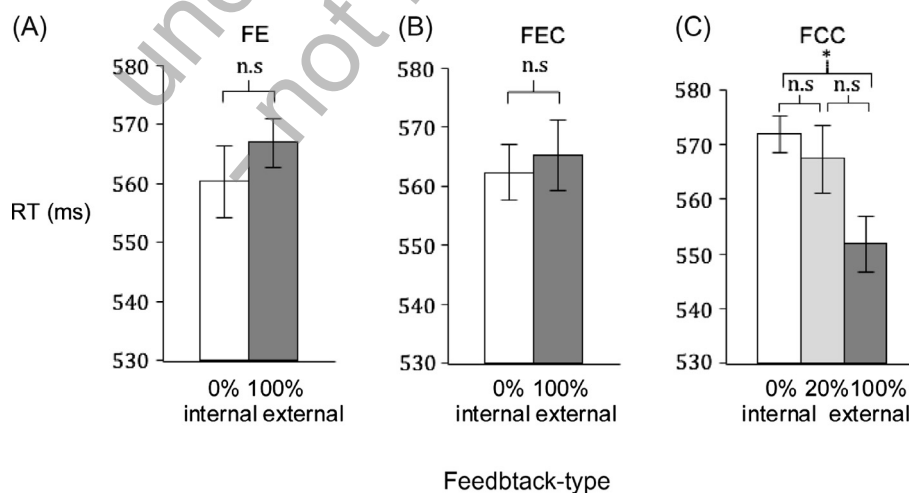 (A)
FE
n.s
580
570
560
550
540
530
RT (ms)
0% 100%
internal external
(B)
FEC
n.s
580
570
560
550
540
530
0% 100%
internal external
(C)
FCC
*
n.s n.s
580
570
560
550
540
530
0% 20% 100%
internal external
Feedbtack-type
not